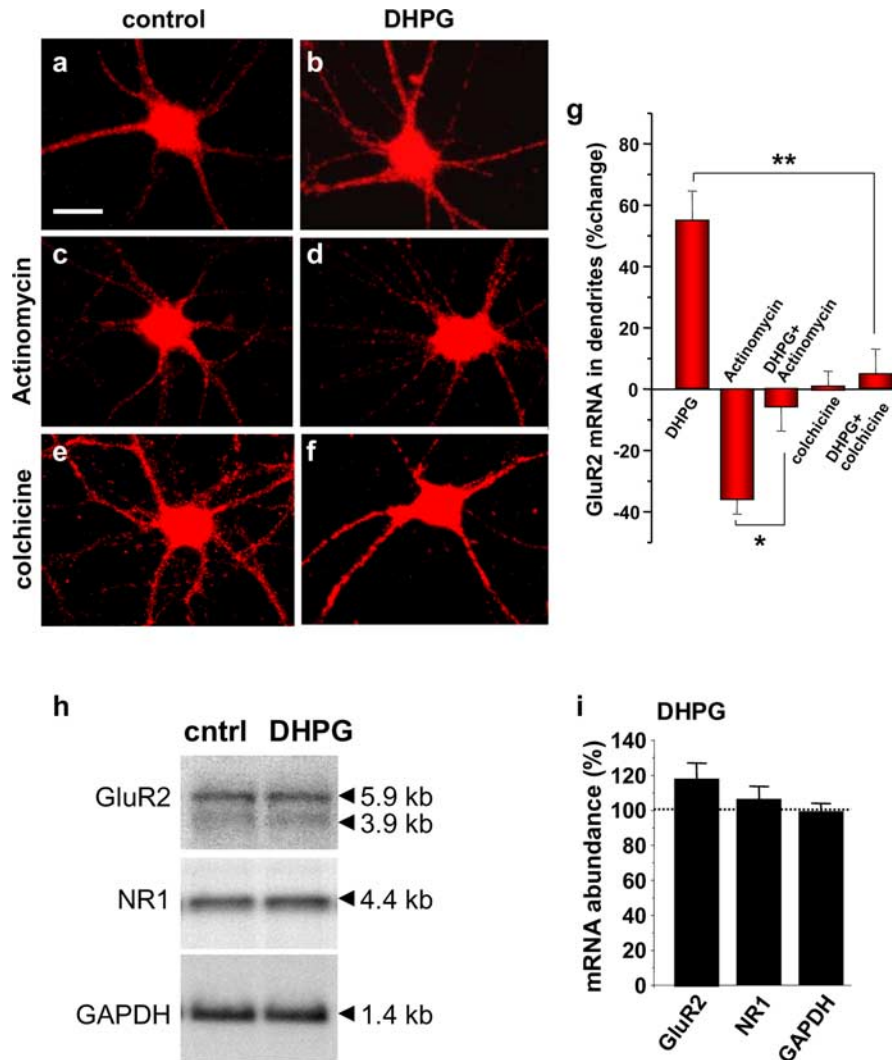 control DHPG
a b
c d
e f
Actinomycin
colchicine
g
GluR2 mRNA in dendrites (%change)
80
60
40
20
0
-20
-40
**
*
DHPG
Actinomycin
DHPG+
Actinomycin
colchicine
DHPG+
colchicine
h
cntrl DHPG
GluR2
5.9 kb
3.9 kb
NR1
4.4 kb
GAPDH
1.4 kb
i
DHPG
mRNA abundance (%)
140
120
100
80
60
40
20
0
GluR2
NR1
GAPDH